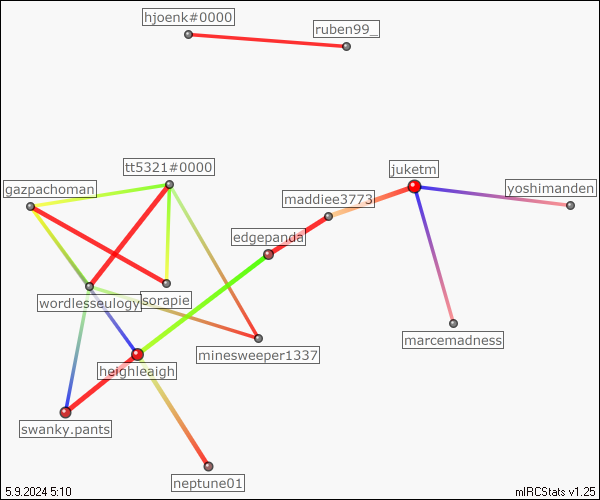 hjoenk#0000
ruben99_
tt5321#0000
juketm
gazpachoman
yoshimanden
maddiee3773
edgepanda
wordlesseulogy
sorapie
marcemadness
minesweeper1337
heighleaigh
swanky.pants
neptune01
5.9.2024 5:10
mIRCStats v1.25